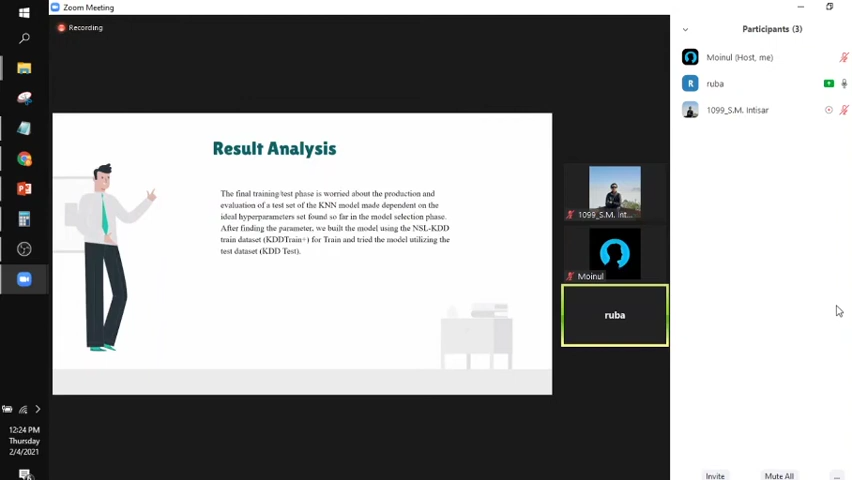 Zoom Meeting
Recording
Participants (3)
Moinul (Host, me)
R ruba
1099_S.M. Intisar
Result Analysis
The final training/test phase is worried about the production and
evaluation of a test set of the KNN model made dependent on the
ideal hyperparameters set found so far in the model selection phase.
After finding the parameter, we built the model using the NSL-KDD
train dataset (KDDTrain+) for Train and tried the model utilizing the
test dataset (KDD Test).
1099_S.M. Int...
Moinul
ruba
12:24 PM
Thursday
2/4/2021
Invite
Mute All
...